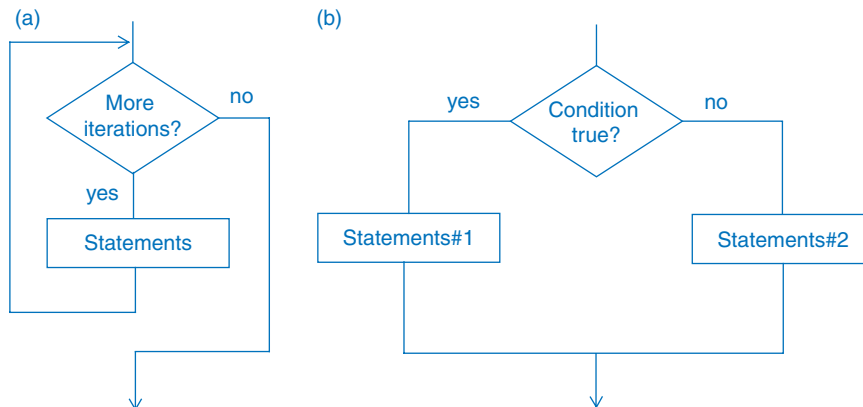 (a)
More
iterations?
no
yes
Statements
(b)
yes
Condition
true?
no
Statements#1
Statements#2